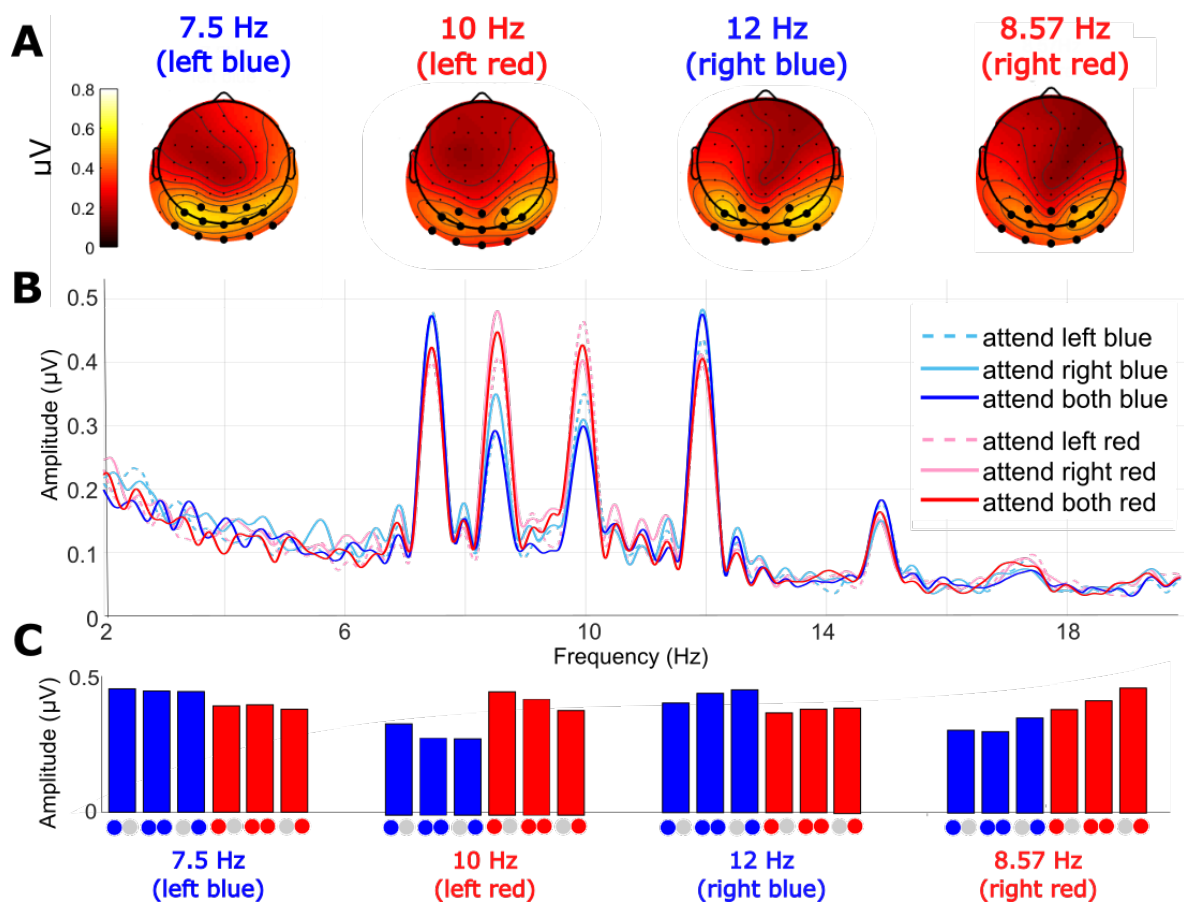 A
7.5 Hz
(left blue)
10 Hz
(left red)
12 Hz
(right blue)
8.57 Hz
(right red)
µV
0.8
0.6
0.4
0.2
0
B
Amplitude (µV)
0.5
0.4
0.3
0.2
0.1
0
attend left blue
attend right blue
attend both blue
attend left red
attend right red
attend both red
2 6 10 14 18
Frequency (Hz)
C
Amplitude (µV)
0.5
0
7.5 Hz
(left blue)
10 Hz
(left red)
12 Hz
(right blue)
8.57 Hz
(right red)